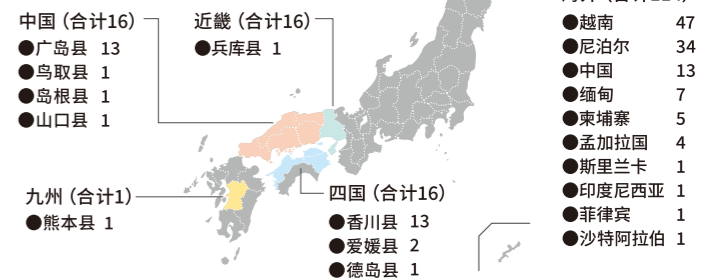 中国（合计16）
●广岛县 13
●鸟取县 1
●岛根县 1
●山口县 1
近畿（合计16）
●兵库县 1
九州（合计1）
●熊本县 1
四国（合计16）
●香川县 13
●爱媛县 2
●德岛县 1
●越南 47
●尼泊尔 34
●中国 13
●缅甸 7
●柬埔寨 5
●孟加拉国 4
●斯里兰卡 1
●印度尼西亚 1
●菲律宾 1
●沙特阿拉伯 1